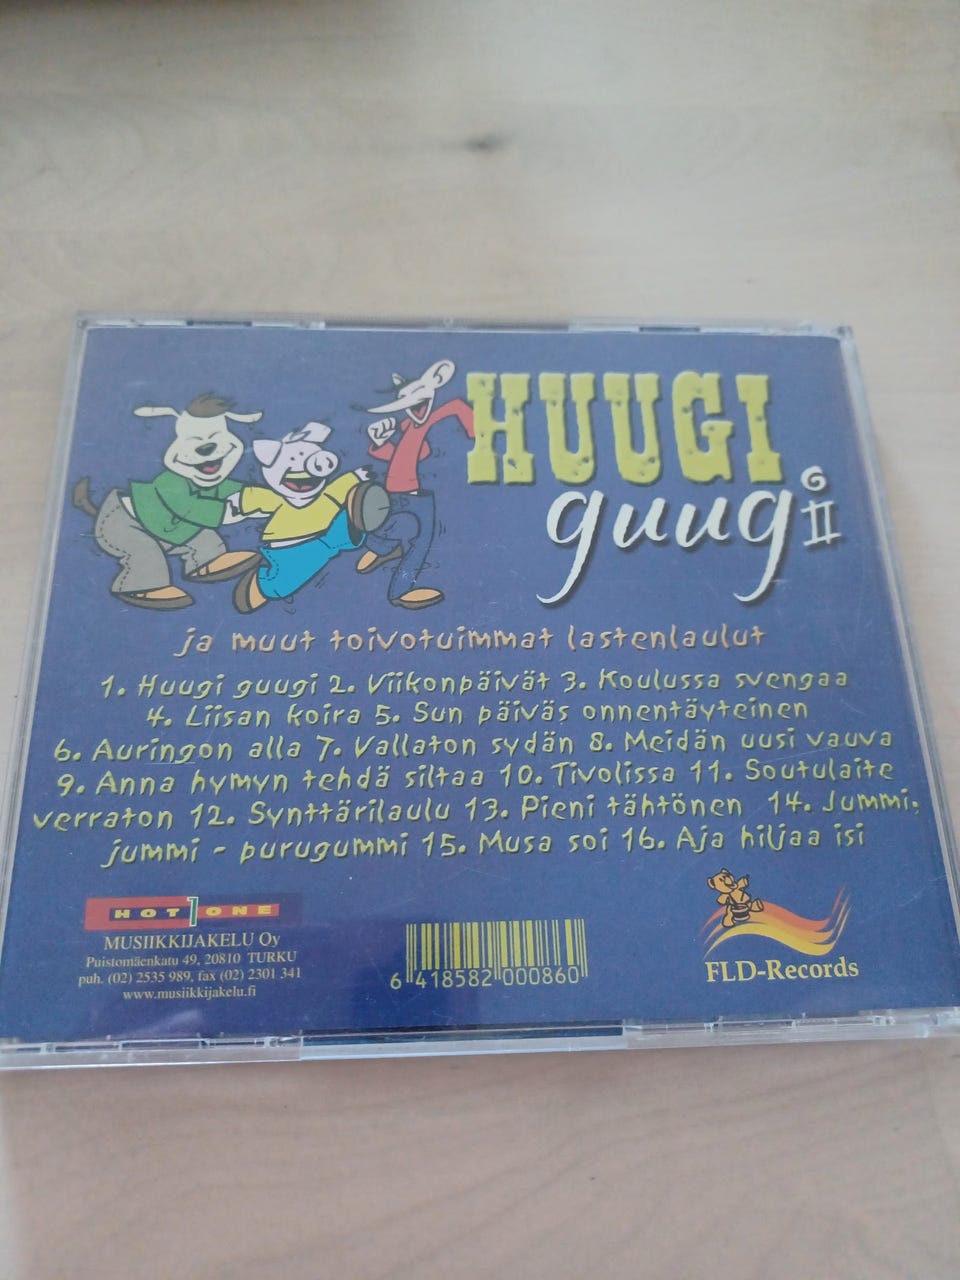 HUUGI
guugi
II
ja muut toivotuimmat lastenlaulut
1. Huugi guugi 2. Viikonpäivät 3. Koulussa svengaa
4. Liisan koira 5. Sun päiväs onnentäyteinen
6. Auringon alla 7. Vallaton sydän 8. Meidän uusi vauva
9. Anna hymyn tehdä siltaa 10. Tivolissa 11. Soutulaite
verraton 12. Synttärilaulu 13. Pieni tähtönen 14. Jummi,
jummi - purugummi 15. Musa soi 16. Aja hiljaa isi
HOT 1 ONE
MUSIIKKIJAKELU Oy
Puistomäenkatu 49, 20810 TURKU
puh. (02) 2535 989, fax (02) 2301 341
www.musiikkijakelu.fi
6 418582 000860
FLD-Records